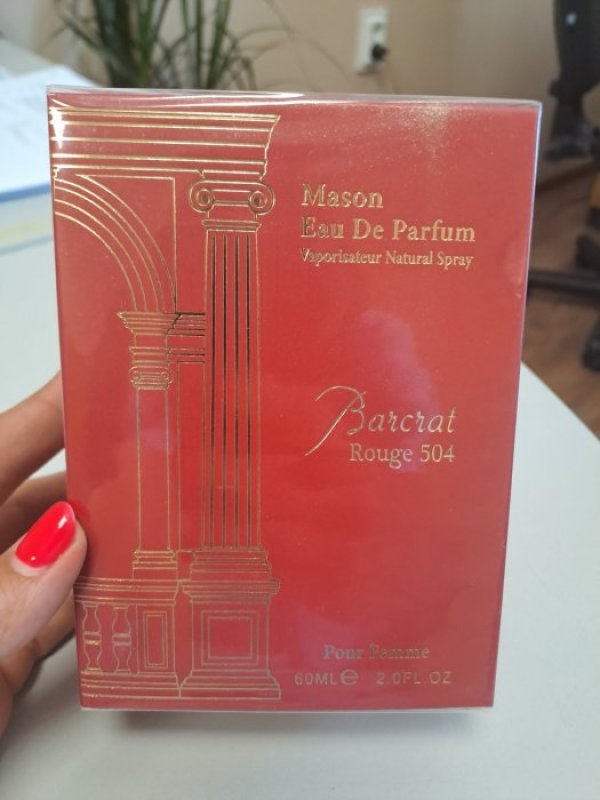 Mason
Eau De Parfum
Vaporisateur Natural Spray
Barcrat
Rouge 504
Pour Femme
60ML℮ 2.0FL.OZ